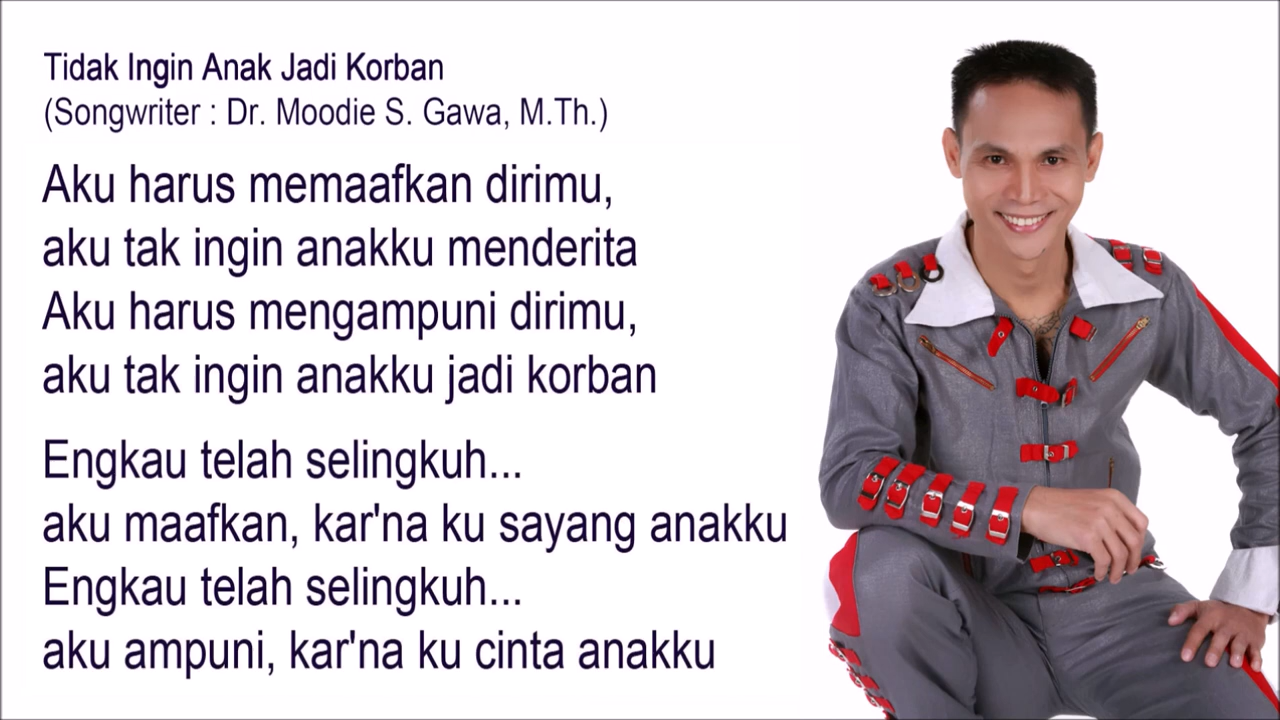 Tidak Ingin Anak Jadi Korban
(Songwriter : Dr. Moodie S. Gawa, M.Th.)
Aku harus memaafkan dirimu,
aku tak ingin anakku menderita
Aku harus mengampuni dirimu,
aku tak ingin anakku jadi korban
Engkau telah selingkuh...
aku maafkan, kar'na ku sayang anakku
Engkau telah selingkuh...
aku ampuni, kar'na ku cinta anakku